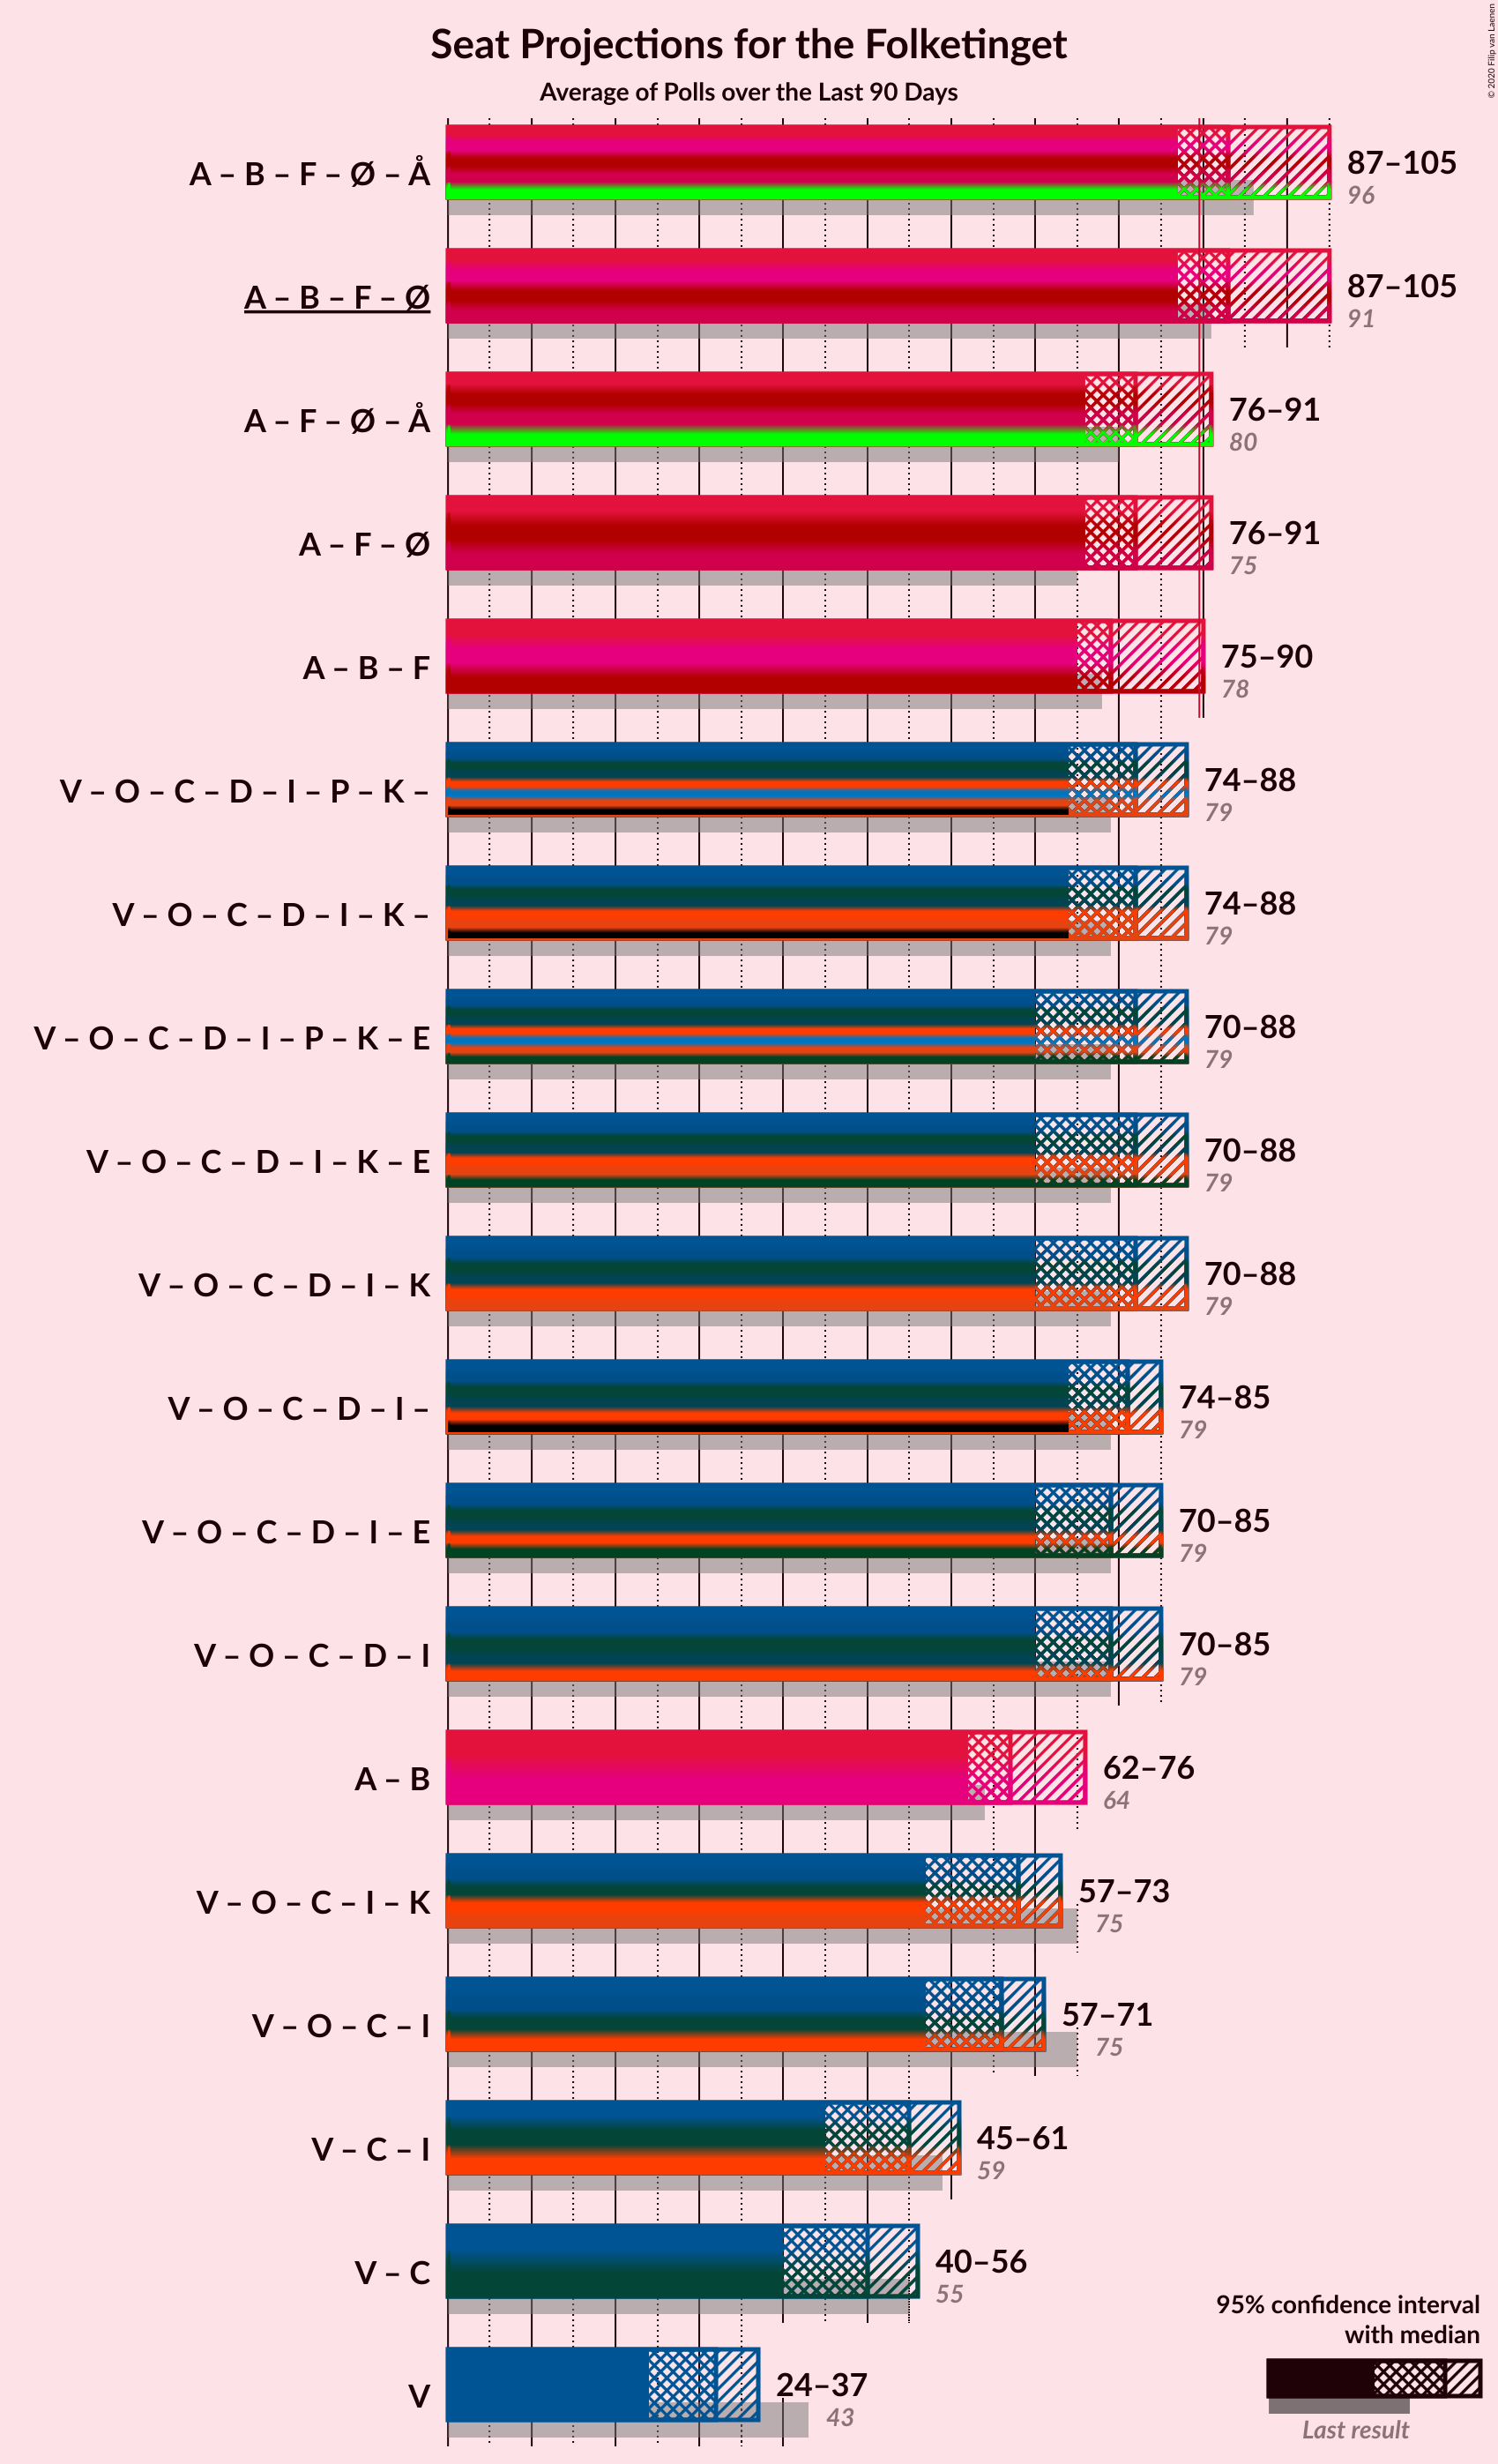 Seat Projections for the Folketinget
Average of Polls over the Last 90 Days
© 2020 Filip van Laenen
A – B – F – Ø – Å
87–105
96
A – B – F – Ø
87–105
91
A – F – Ø – Å
76–91
80
A – F – Ø
76–91
75
A – B – F
75–90
78
V – O – C – D – I – P – K –
74–88
79
V – O – C – D – I – K –
74–88
79
V – O – C – D – I – P – K – E
70–88
79
V – O – C – D – I – K – E
70–88
79
V – O – C – D – I – K
70–88
79
V – O – C – D – I –
74–85
79
V – O – C – D – I – E
70–85
79
V – O – C – D – I
70–85
79
A – B
62–76
64
V – O – C – I – K
57–73
75
V – O – C – I
57–71
75
V – C – I
45–61
59
V – C
40–56
55
V
24–37
43
95% confidence interval
with median
Last result